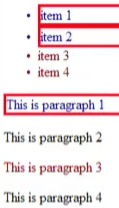 item 1
item 2
item 3
item 4
This is paragraph 1
This is paragraph 2
This is paragraph 3
This is paragraph 4